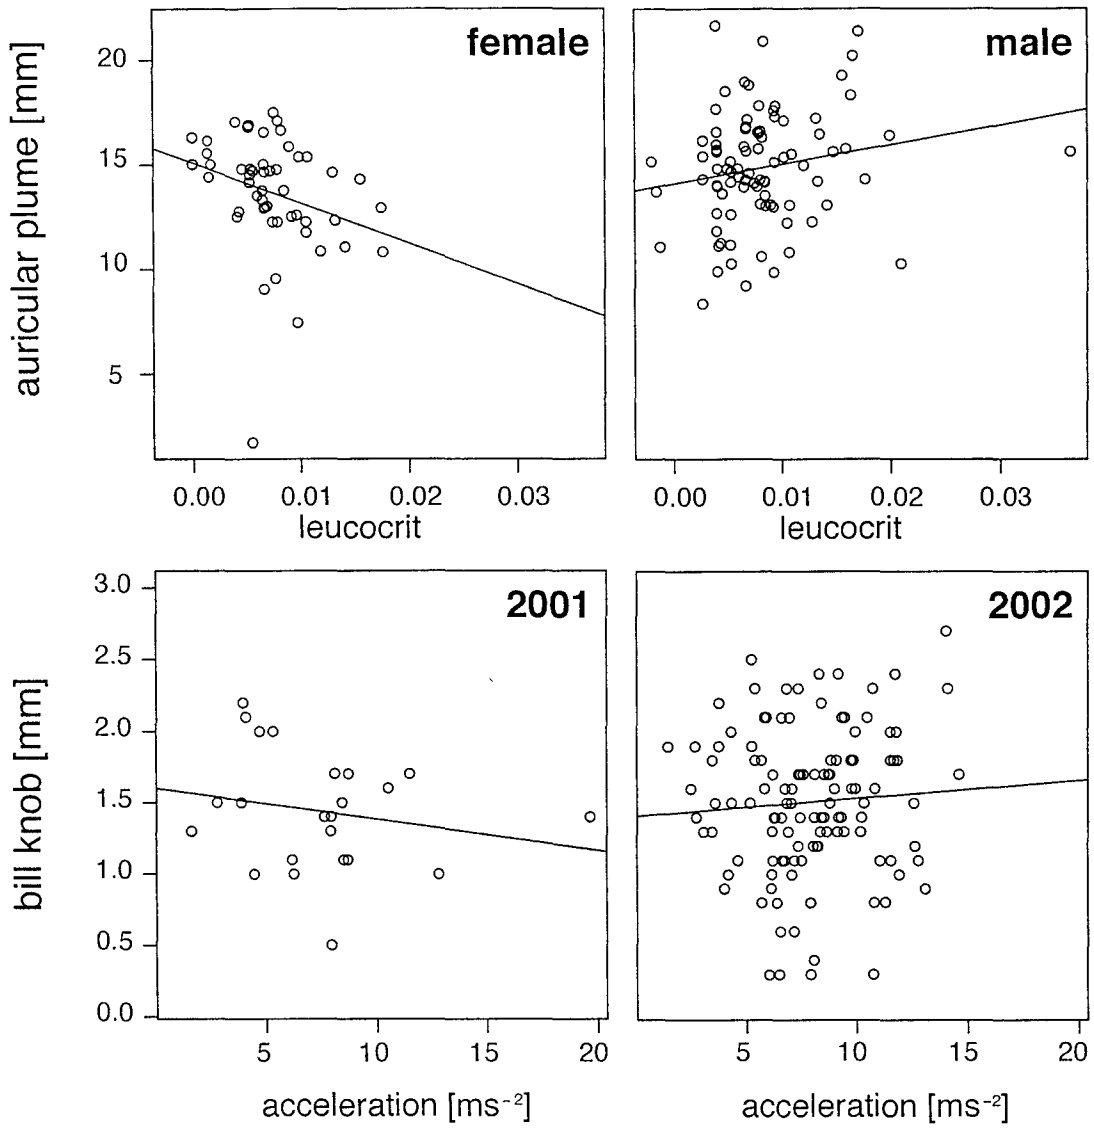 female
male
auricular plume [mm]
20
15
10
5
0.00 0.01 0.02 0.03
leucocrit
0.00 0.01 0.02 0.03
leucocrit
2001
2002
bill knob [mm]
3.0
2.5
2.0
1.5
1.0
0.5
0.0
5 10 15 20
acceleration [ms⁻²]
5 10 15 20
acceleration [ms⁻²]